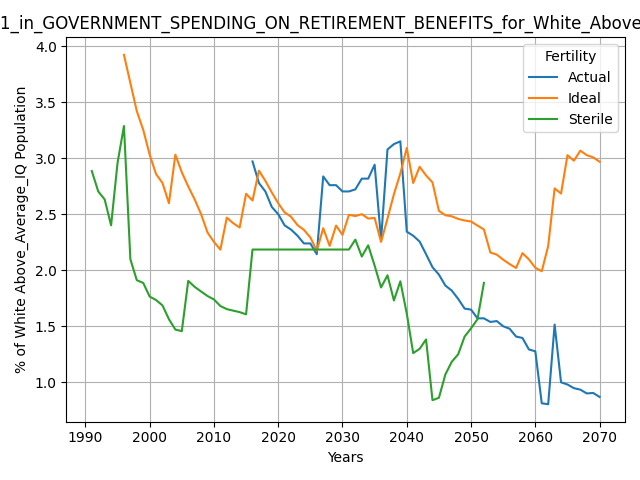 1_in_GOVERNMENT_SPENDING_ON_RETIREMENT_BENEFITS_for_White_Above
% of White Above_Average_IQ Population
4.0
3.5
3.0
2.5
2.0
1.5
1.0
Fertility
Actual
Ideal
Sterile
1990 2000 2010 2020 2030 2040 2050 2060 2070
Years